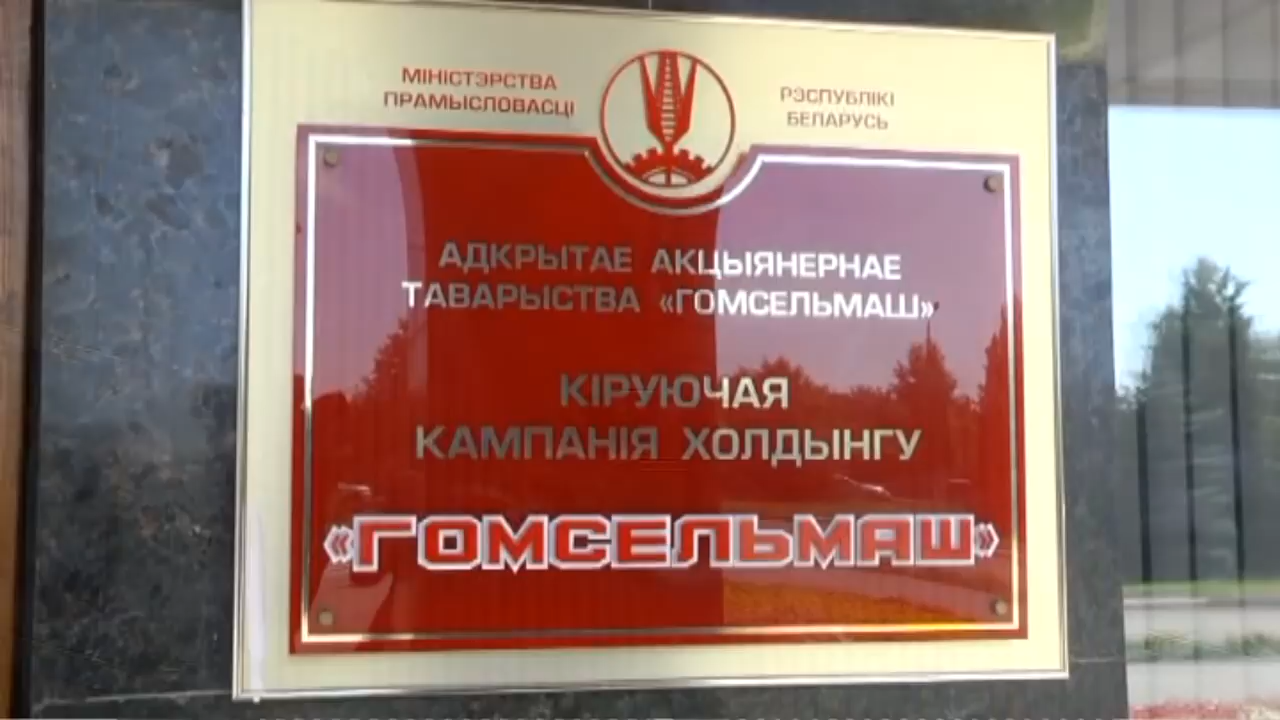 МІНІСТЭРСТВА
ПРАМЫСЛОВАСЦІ
РЭСПУБЛІКІ
БЕЛАРУСЬ
АДКРЫТАЕ АКЦЫЯНЕРНАЕ
ТАВАРЫСТВА «ГОМСЕЛЬМАШ»
КІРУЮЧАЯ
КАМПАНІЯ ХОЛДЫНГУ
«ГОМСЕЛЬМАШ»